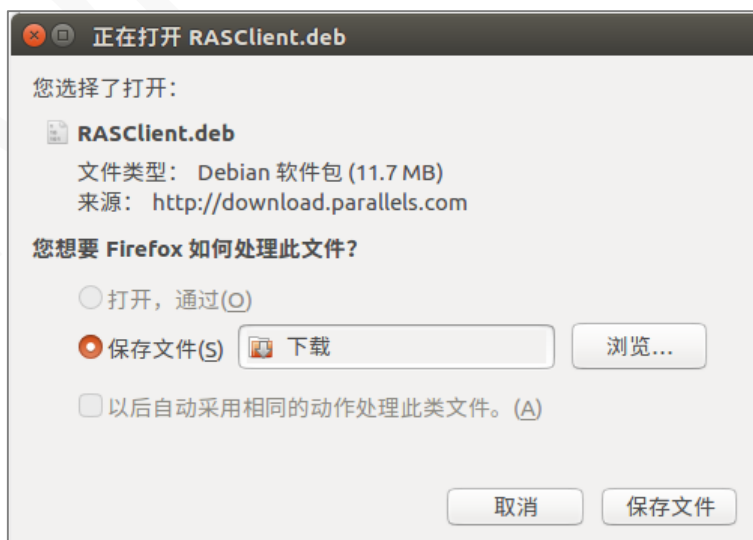 正在打开 RASClient.deb
您选择了打开：
RASClient.deb
文件类型： Debian 软件包 (11.7 MB)
来源： http://download.parallels.com
您想要 Firefox 如何处理此文件？
打开，通过(O)
保存文件(S) 下载 浏览...
以后自动采用相同的动作处理此类文件。(A)
取消 保存文件